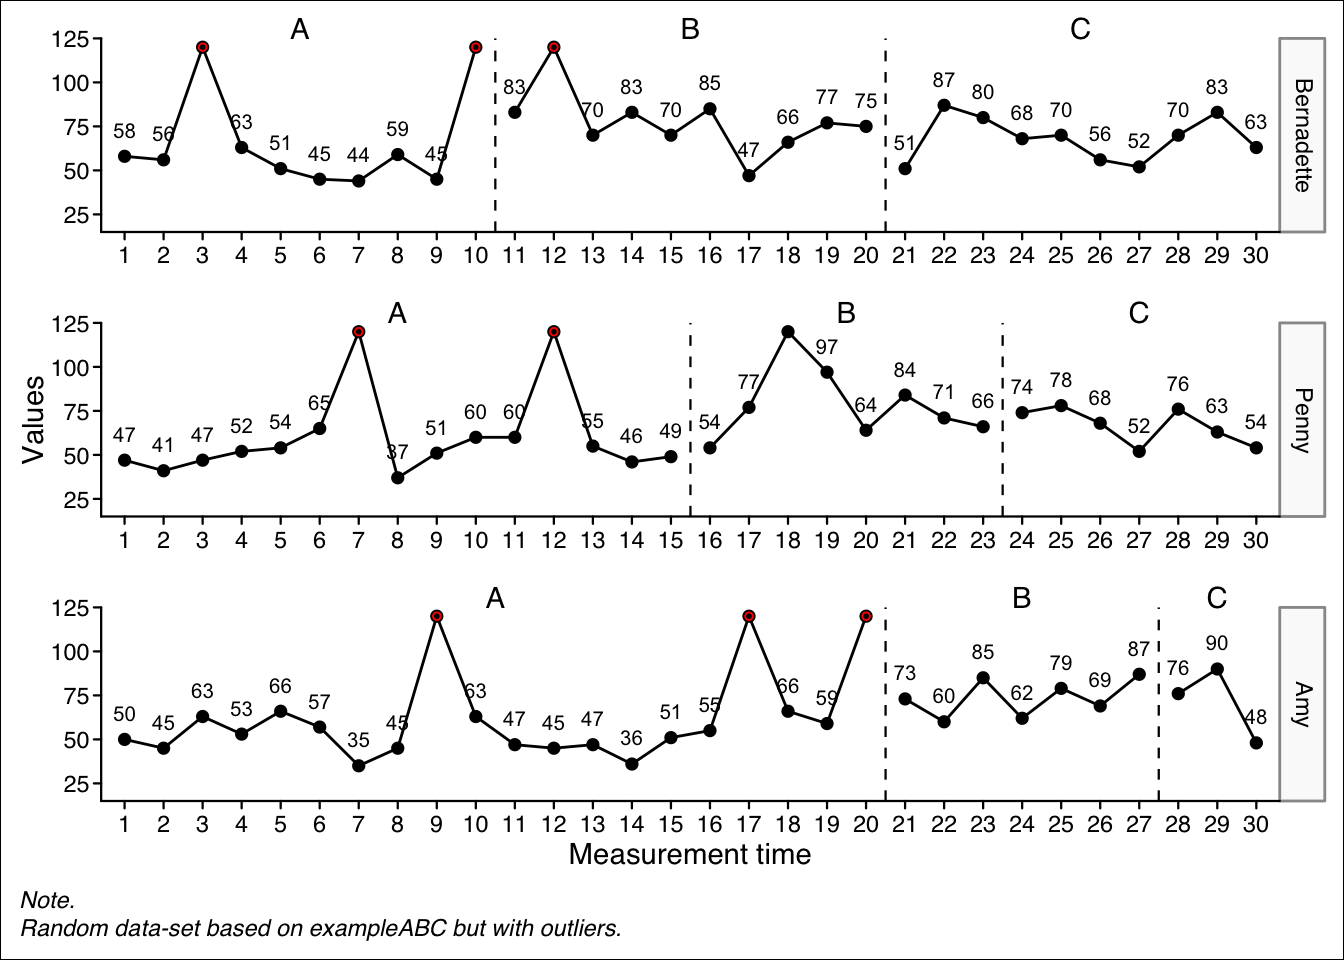 A B C
125
100
75
50
25
58 56 63 51 45 44 59 45 83 70 83 70 85 47 66 77 75 51 87 80 68 70 56 52 70 83 63
1 2 3 4 5 6 7 8 9 10 11 12 13 14 15 16 17 18 19 20 21 22 23 24 25 26 27 28 29 30
Bernadette
A B C
125
100
75
50
25
47 41 47 52 54 65 37 51 60 60 55 46 49 54 77 97 64 84 71 66 74 78 68 52 76 63 54
1 2 3 4 5 6 7 8 9 10 11 12 13 14 15 16 17 18 19 20 21 22 23 24 25 26 27 28 29 30
Penny
Values
A B C
125
100
75
50
25
50 45 63 53 66 57 35 45 63 47 45 47 36 51 55 66 59 73 60 85 62 79 69 87 76 90 48
1 2 3 4 5 6 7 8 9 10 11 12 13 14 15 16 17 18 19 20 21 22 23 24 25 26 27 28 29 30
Amy
Measurement time
Note.
Random data-set based on exampleABC but with outliers.